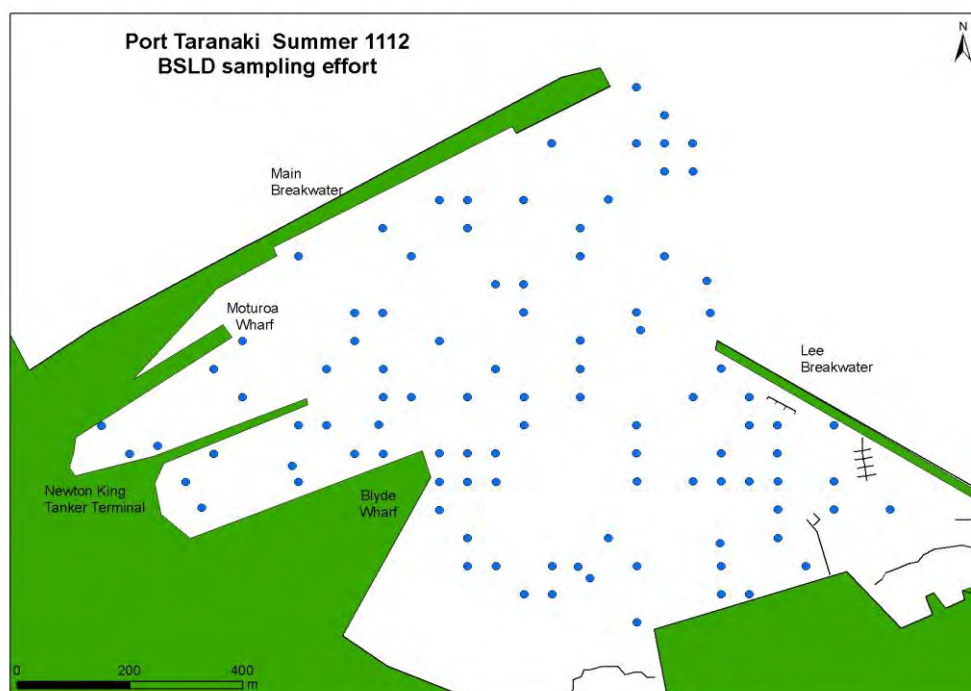 Port Taranaki Summer 1112
BSLD sampling effort
N
Main
Breakwater
Moturoa
Wharf
Lee
Breakwater
Newton King
Tanker Terminal
Blyde
Wharf
0 200 400
m